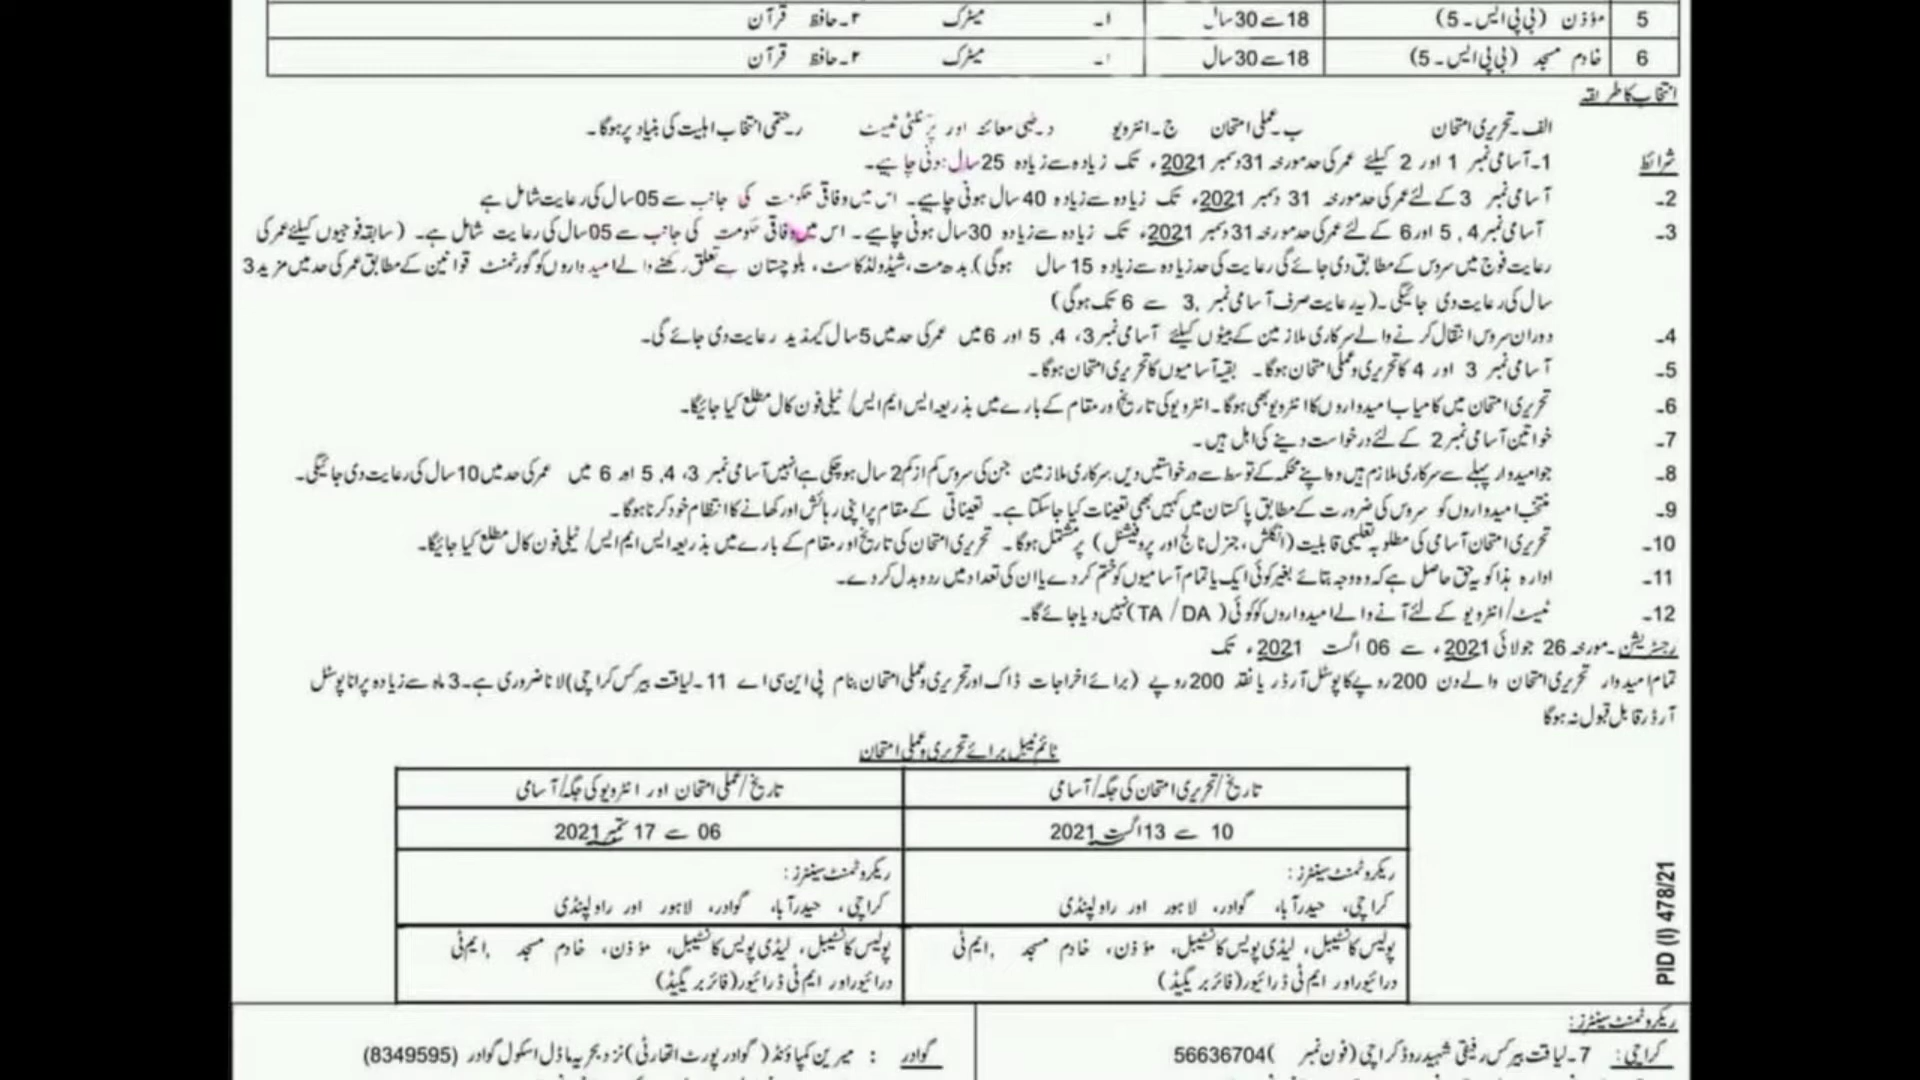 5 مؤذن (بی پی ایس ـ 5) 18 سے 30 سال ا۔ میٹرک ۲۔حافظ قرآن
6 خادم مسجد (بی پی ایس ـ 5) 18 سے 30 سال ا۔ میٹرک ۲۔حافظ قرآن
انتخاب کا طریقہ
الف۔تحریری امتحان ب۔عملی امتحان ج۔انٹرویو د۔طبی معائنہ اور پرسنلٹی ٹیسٹ ر۔حتمی انتخاب اہلیت کی بنیاد پر ہوگا۔
شرائط 1۔آسامی نمبر 1 اور 2 کیلئے عمر کی حد مورخہ 31 دسمبر 2021ء تک زیادہ سے زیادہ 25 سال ہونی چاہیے۔
2۔ آسامی نمبر 3 کے لئے عمر کی حد مورخہ 31 دسمبر 2021ء تک زیادہ سے زیادہ 40 سال ہونی چاہیے۔ اس میں وفاقی حکومت کی جانب سے 05 سال کی رعایت شامل ہے
3۔ آسامی نمبر 4, 5 اور 6 کے لئے عمر کی حد مورخہ 31 دسمبر 2021ء تک زیادہ سے زیادہ 30 سال ہونی چاہیے۔ اس میں وفاقی حکومت کی جانب سے 05 سال کی رعایت شامل ہے۔ (سابقہ فوجیوں کیلئے عمر کی
رعایت فوج میں سروس کے مطابق دی جائے گی رعایت کی حد زیادہ سے زیادہ 15 سال ہوگی) بدھ مت، شیڈولڈ کاسٹ، بلوچستان سے تعلق رکھنے والے امیدواروں کو گورنمنٹ قوانین کے مطابق عمر کی حد میں مزید 3
سال کی رعایت دی جائیگی۔ (یہ رعایت صرف آسامی نمبر 3, سے 6 تک ہوگی)
4۔ دوران سروس انتقال کرنے والے سرکاری ملازمین کے بیٹوں کیلئے آسامی نمبر 3، 4, 5 اور 6 میں عمر کی حد میں 5 سال کی مذید رعایت دی جائے گی۔
5۔ آسامی نمبر 3 اور 4 کا تحریری و عملی امتحان ہوگا۔ بقیہ آسامیوں کا تحریری امتحان ہوگا۔
6۔ تحریری امتحان میں کامیاب امیدواروں کا انٹرویو بھی ہوگا۔ انٹرویو کی تاریخ اور مقام کے بارے میں بذریعہ ایس ایم ایس/ ٹیلی فون کال مطلع کیا جائیگا۔
7۔ خواتین آسامی نمبر 2 کے لئے درخواست دینے کی اہل ہیں۔
8۔ جو امیدوار پہلے سے سرکاری ملازم ہیں وہ اپنے محکمہ کے توسط سے درخواستیں دیں۔سرکاری ملازمین جن کی سروس کم از کم 2 سال ہو چکی ہے انہیں آسامی نمبر 3، 4, 5 اور 6 میں عمر کی حد میں 10 سال کی رعایت دی جائیگی۔
9۔ منتخب امیدواروں کو سروس کی ضرورت کے مطابق پاکستان میں کہیں بھی تعینات کیا جا سکتا ہے۔ تعیناتی کے مقام پر اپنی رہائش اور کھانے کا انتظام خود کرنا ہوگا۔
10۔ تحریری امتحان آسامی کی مطلوبہ تعلیمی قابلیت (انگلش، جنرل نالج اور پروفیشنل) پر مشتمل ہوگا۔ تحریری امتحان کی تاریخ اور مقام کے بارے میں بذریعہ ایس ایم ایس/ ٹیلی فون کال مطلع کیا جائیگا۔
11۔ ادارہ ہذا کو یہ حق حاصل ہے کہ وہ وجہ بتائے بغیر کوئی ایک یا تمام آسامیوں کو ختم کر دے یا ان کی تعداد میں ردوبدل کر دے۔
12۔ ٹیسٹ/ انٹرویو کے لئے آنے والے امیدواروں کو کوئی (TA / DA) نہیں دیا جائے گا۔
رجسٹریشن۔مورخہ 26 جولائی 2021ء سے 06 اگست 2021ء تک
تمام امیدوار تحریری امتحان والے دن 200 روپے کا پوسٹل آرڈر یا نقد 200 روپے (برائے اخراجات ڈاک اور تحریری و عملی امتحان بنام پی این سی اے 11 ۔لیاقت بیرکس کراچی) لانا ضروری ہے۔3 ماہ سے زیادہ پرانا پوسٹل
آرڈر قابل قبول نہ ہوگا
ٹائم ٹیبل برائے تحریری و عملی امتحان
تاریخ/تحریری امتحان کی جگہ/آسامی تاریخ/عملی امتحان اور انٹرویو کی جگہ/آسامی
10 سے 13 اگست 2021 06 سے 17 ستمبر 2021
ریکروٹمنٹ سینٹرز: ریکروٹمنٹ سینٹرز:
کراچی، حیدرآباد، گوادر، لاہور اور راولپنڈی کراچی، حیدرآباد، گوادر، لاہور اور راولپنڈی
پولیس کانسٹیبل، لیڈی پولیس کانسٹیبل، مؤذن، خادم مسجد ,ایم ٹی پولیس کانسٹیبل، لیڈی پولیس کانسٹیبل، مؤذن، خادم مسجد ,ایم ٹی
ڈرائیور اور ایم ٹی ڈرائیور (فائر بریگیڈ) ڈرائیور اور ایم ٹی ڈرائیور (فائر بریگیڈ)
PID (I) 478/21
ریکروٹمنٹ سینٹرز:
کراچی: 7۔لیاقت بیرکس رفیقی شہید روڈ کراچی (فون نمبر 56636704) گوادر : میرین کمپاؤنڈ (گوادر پورٹ اتھارٹی) نزد بحریہ ماڈل اسکول گوادر (8349595)